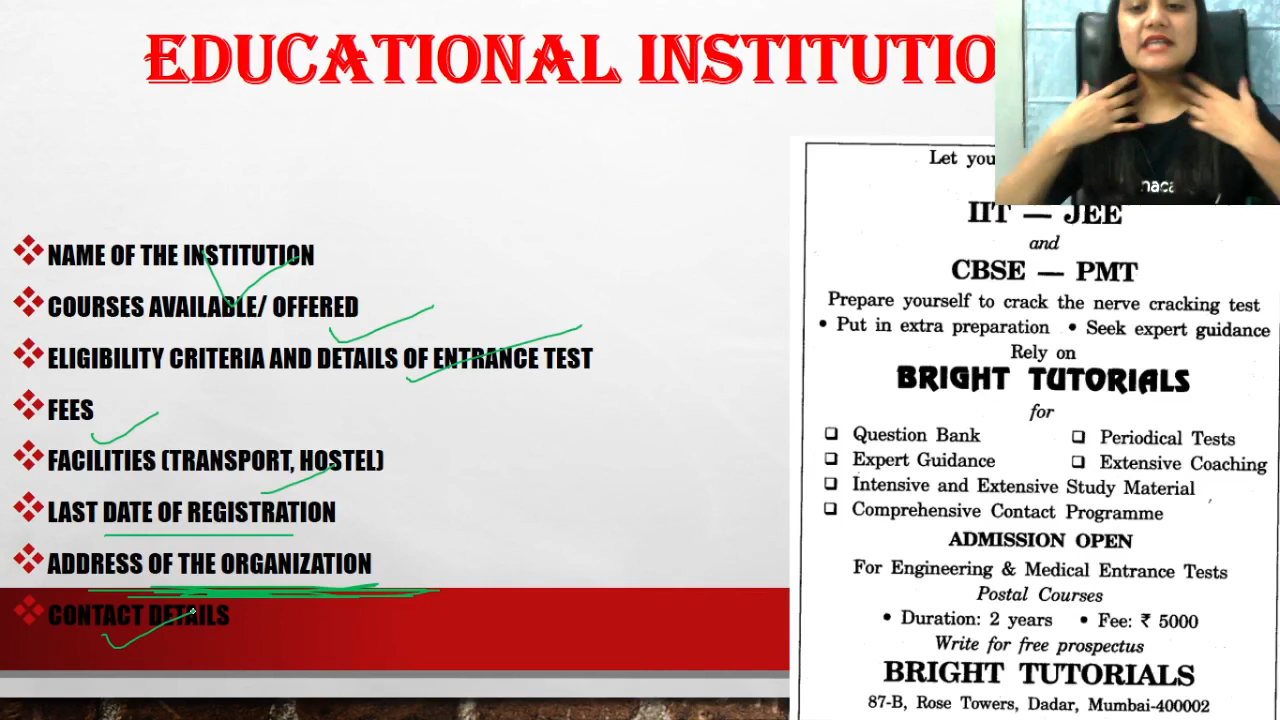 EDUCATIONAL INSTITUTIO
NAME OF THE INSTITUTION
COURSES AVAILABLE/ OFFERED
ELIGIBILITY CRITERIA AND DETAILS OF ENTRANCE TEST
FEES
FACILITIES (TRANSPORT, HOSTEL)
LAST DATE OF REGISTRATION
ADDRESS OF THE ORGANIZATION
CONTACT DETAILS
Let you
IIT — JEE
and
CBSE — PMT
Prepare yourself to crack the nerve cracking test
• Put in extra preparation • Seek expert guidance
Rely on
BRIGHT TUTORIALS
for
❑ Question Bank ❑ Periodical Tests
❑ Expert Guidance ❑ Extensive Coaching
❑ Intensive and Extensive Study Material
❑ Comprehensive Contact Programme
ADMISSION OPEN
For Engineering & Medical Entrance Tests
Postal Courses
• Duration: 2 years • Fee: ₹ 5000
Write for free prospectus
BRIGHT TUTORIALS
87-B, Rose Towers, Dadar, Mumbai-400002